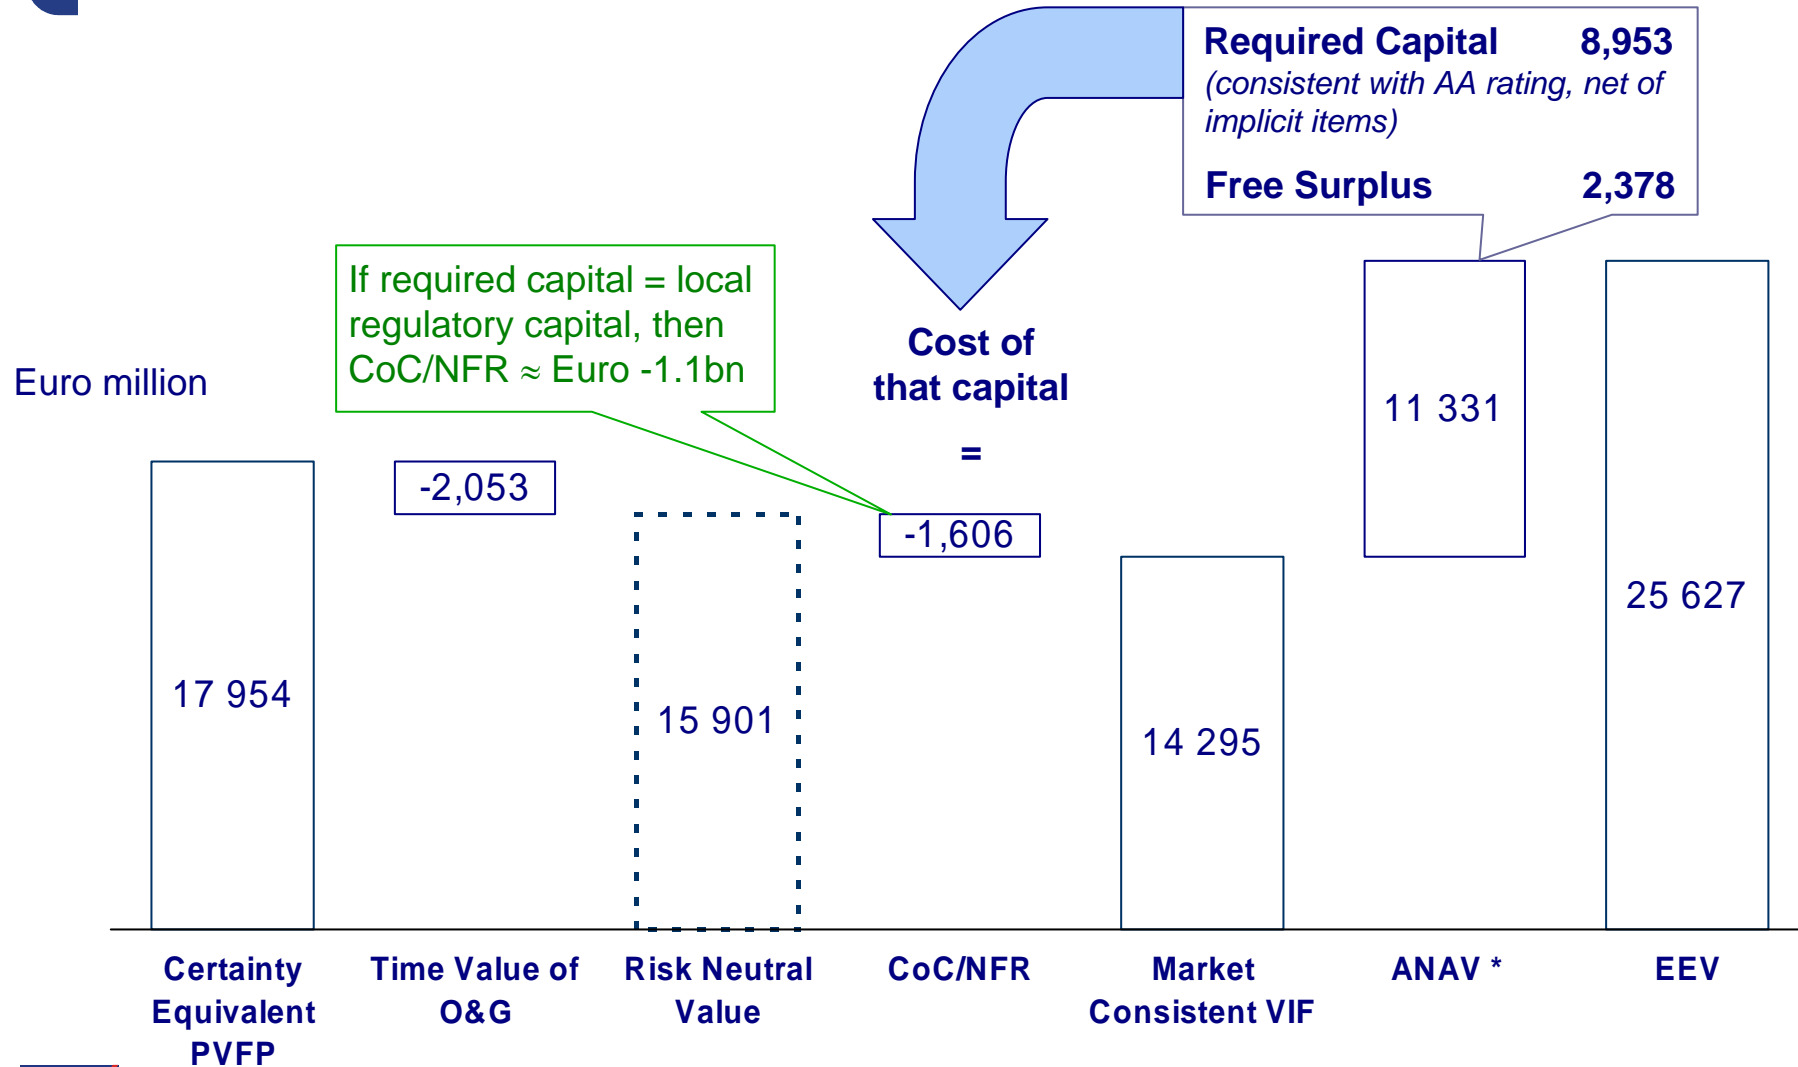 Required Capital 8,953
(consistent with AA rating, net of
implicit items)
Free Surplus 2,378
If required capital = local
regulatory capital, then
CoC/NFR ≈ Euro -1.1bn
Euro million
Cost of
that capital
=
17 954
-2,053
15 901
-1,606
14 295
11 331
25 627
Certainty
Equivalent
PVFP
Time Value of
O&G
Risk Neutral
Value
CoC/NFR
Market
Consistent VIF
ANAV *
EEV